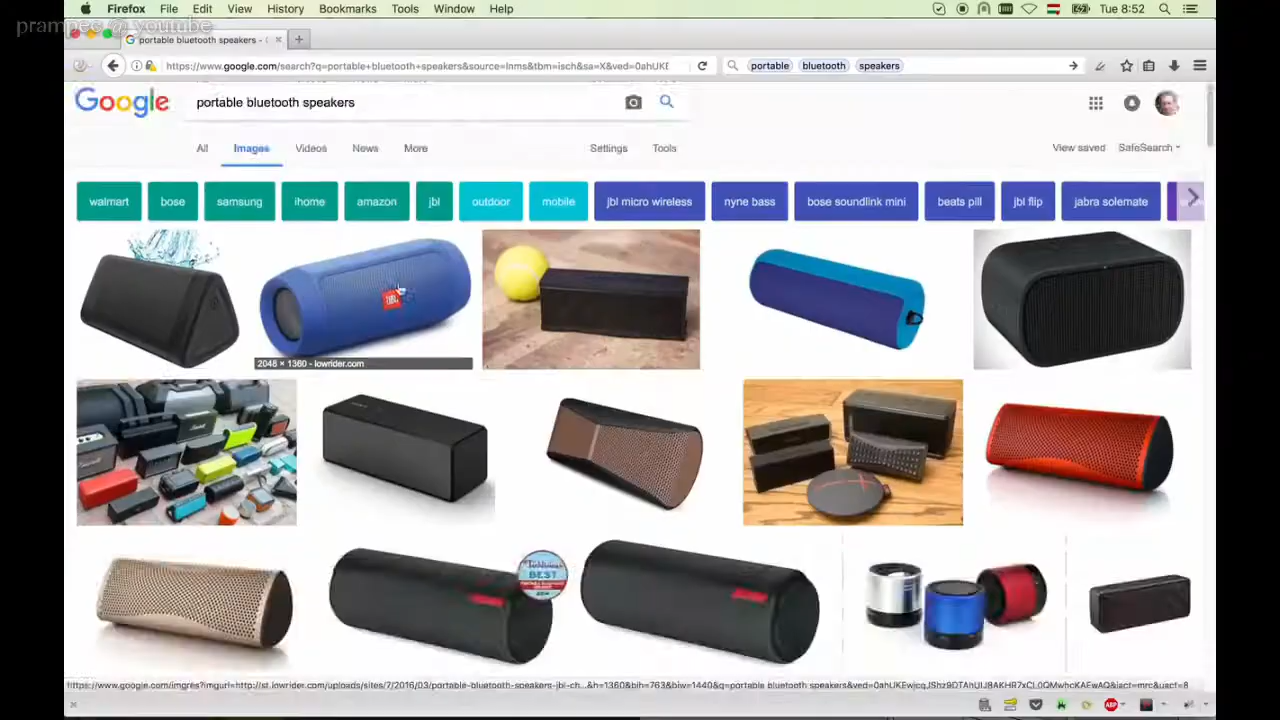 Firefox File Edit View History Bookmarks Tools Window Help Tue 8:52
prampec @ youtube
portable bluetooth speakers -
https://www.google.com/search?q=portable+bluetooth+speakers&source=lnms&tbm=isch&sa=X&ved=0ahUKE portable bluetooth speakers
Google portable bluetooth speakers
All Images Videos News More Settings Tools View saved SafeSearch
walmart bose samsung ihome amazon jbl outdoor mobile jbl micro wireless nyne bass bose soundlink mini beats pill jbl flip jabra solemate
JBL
2048 × 1360 - lowrider.com
BEST
ABP